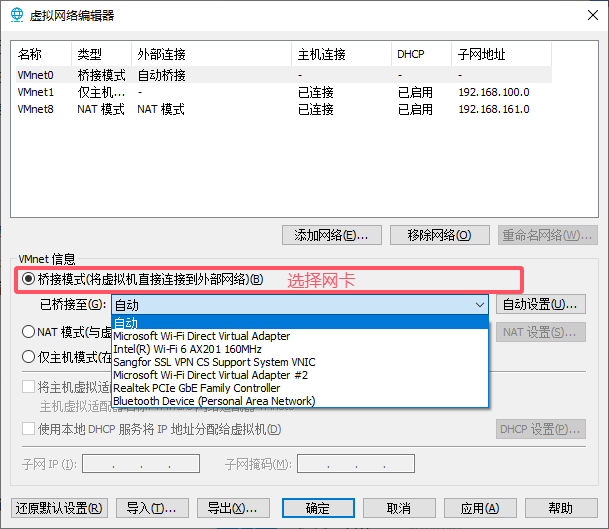 虚拟网络编辑器
名称 类型 外部连接 主机连接 DHCP 子网地址
VMnet0 桥接模式 自动桥接 - - -
VMnet1 仅主机... - 已连接 已启用 192.168.100.0
VMnet8 NAT 模式 NAT 模式 已连接 已启用 192.168.161.0
添加网络(E)... 移除网络(O) 重命名网络(W)...
VMnet 信息
桥接模式(将虚拟机直接连接到外部网络)(B) 选择网卡
已桥接至(G): 自动 自动设置(U)...
自动
Microsoft Wi-Fi Direct Virtual Adapter
NAT 模式(与虚 NAT 设置(S)...
Intel(R) Wi-Fi 6 AX201 160MHz
仅主机模式(在
Sangfor SSL VPN CS Support System VNIC
Microsoft Wi-Fi Direct Virtual Adapter #2
将主机虚拟适
Realtek PCIe GbE Family Controller
Bluetooth Device (Personal Area Network)
主机虚拟适配器
使用本地 DHCP 服务将 IP 地址分配给虚拟机(D) DHCP 设置(P)...
子网 IP (I): . . . 子网掩码(M): . . .
还原默认设置(R) 导入(T)... 导出(X)... 确定 取消 应用(A) 帮助